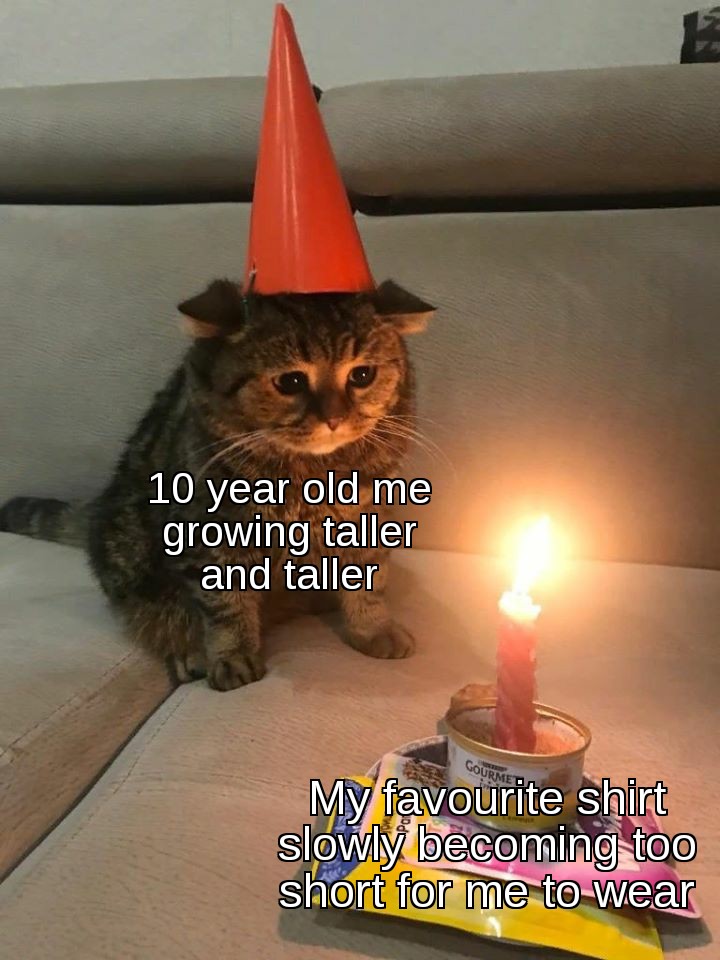 10 year old me
growing taller
and taller
GOURMET
My favourite shirt
slowly becoming too
short for me to wear